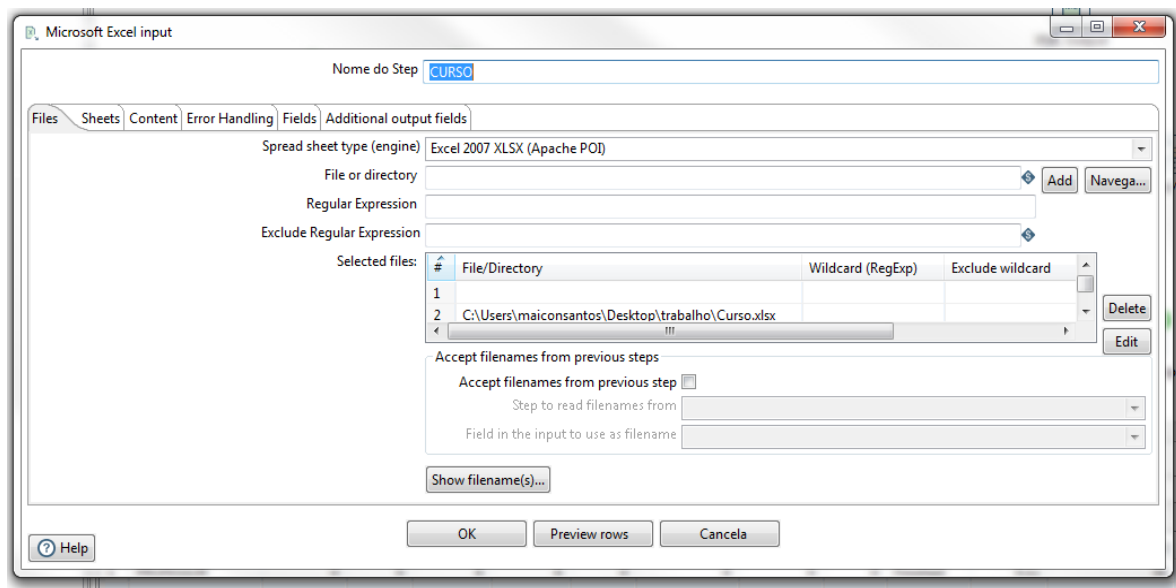 Microsoft Excel input
Nome do Step CURSO
Files Sheets Content Error Handling Fields Additional output fields
Spread sheet type (engine) Excel 2007 XLSX (Apache POI)
File or directory Add Navega...
Regular Expression
Exclude Regular Expression
Selected files: # File/Directory Wildcard (RegExp) Exclude wildcard
1
2 C:\Users\maiconsantos\Desktop\trabalho\Curso.xlsx Delete
Edit
Accept filenames from previous steps
Accept filenames from previous step
Step to read filenames from
Field in the input to use as filename
Show filename(s)...
OK Preview rows Cancela
Help